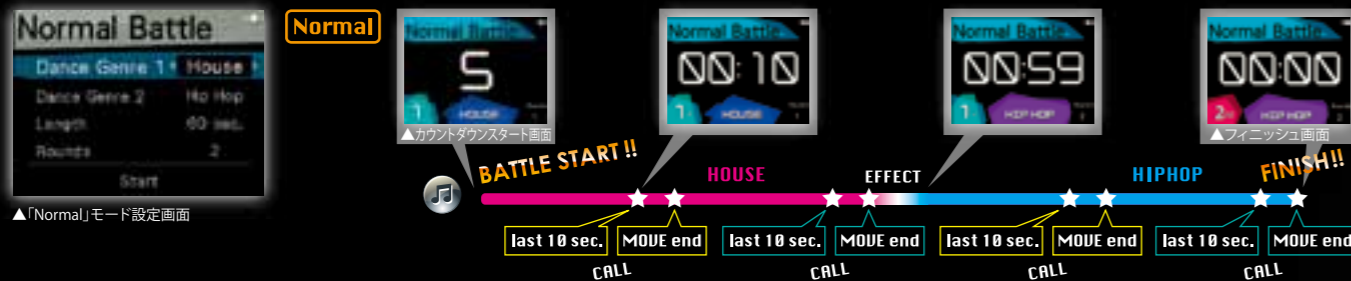 Normal Battle
Dance Genre 1 House
Dance Genre 2 Hip Hop
Length 60 sec.
Rounds 2
Start
▲「Normal」モード設定画面
Normal
Normal Battle
5
1 HOUSE
▲カウントダウンスタート画面
Normal Battle
00:10
1 HOUSE
Normal Battle
00:59
1 HIP HOP
Normal Battle
00:00
2 HIP HOP
▲フィニッシュ画面
BATTLE START!!
HOUSE
EFFECT
HIPHOP
FINISH!!
last 10 sec.
MOVE end
last 10 sec.
MOVE end
last 10 sec.
MOVE end
last 10 sec.
MOVE end
CALL
CALL
CALL
CALL